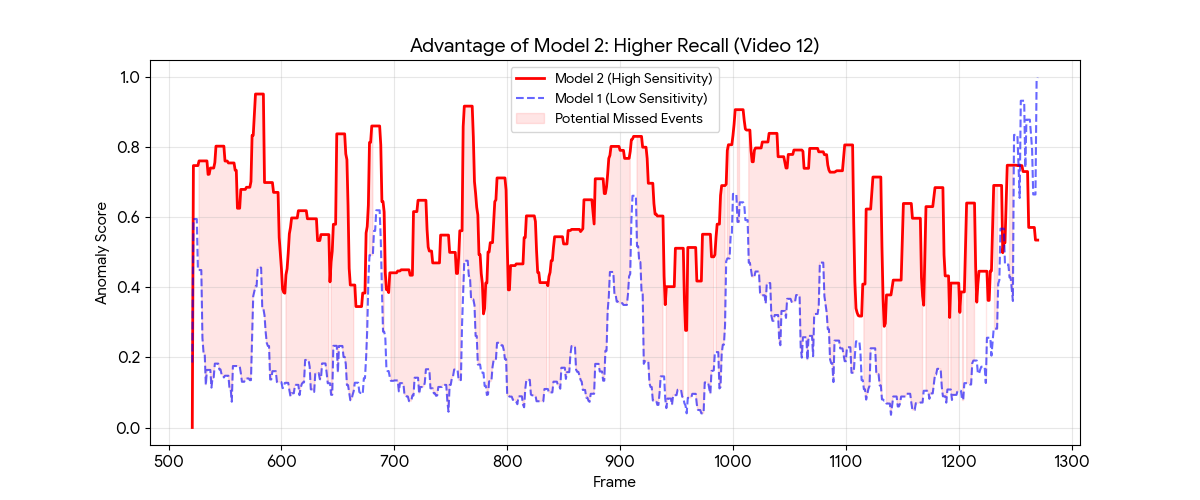 Advantage of Model 2: Higher Recall (Video 12)
Model 2 (High Sensitivity)
Model 1 (Low Sensitivity)
Potential Missed Events
Anomaly Score
1.0
0.8
0.6
0.4
0.2
0.0
500 600 700 800 900 1000 1100 1200 1300
Frame